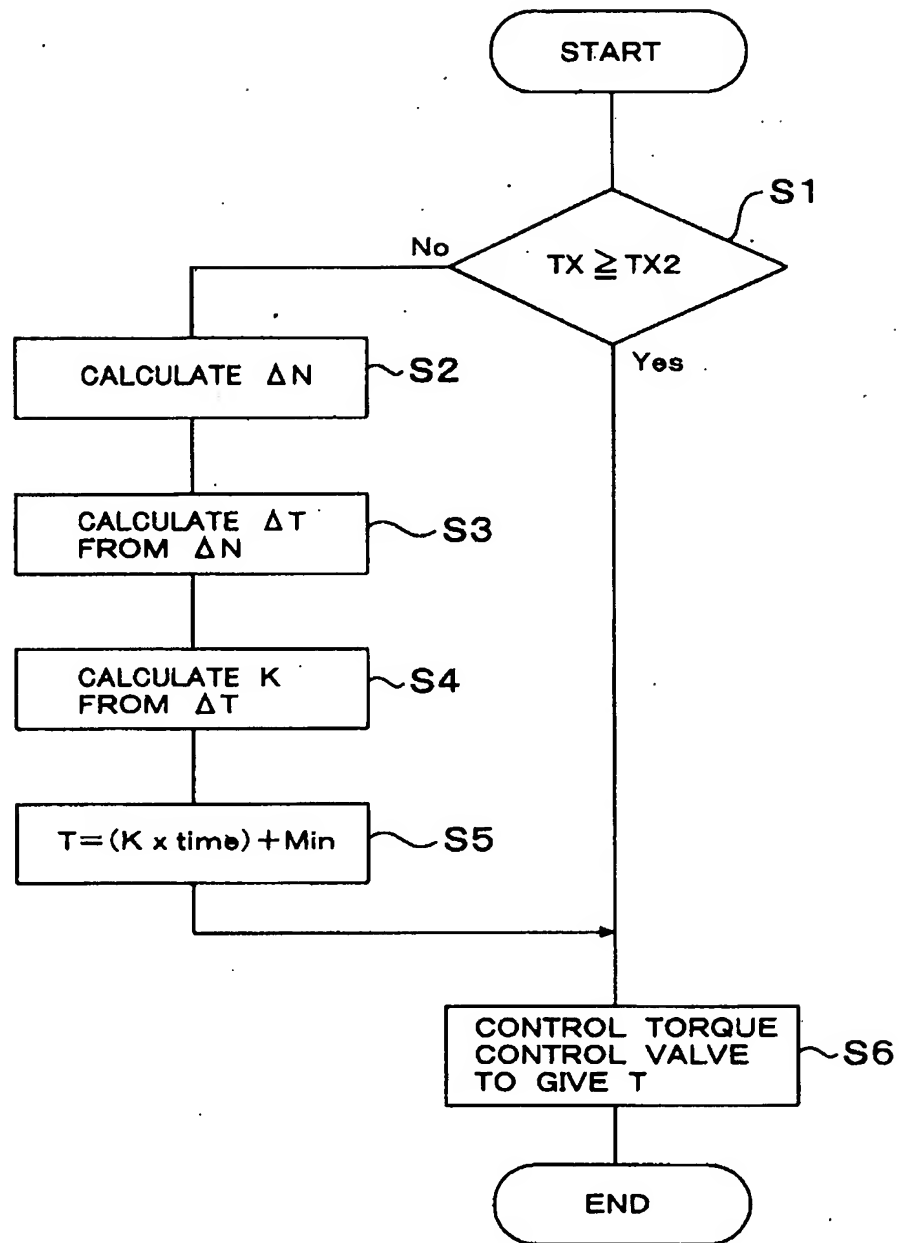 START
S1
TX ≧ TX2
No
Yes
CALCULATE ΔN
S2
CALCULATE ΔT
FROM ΔN
S3
CALCULATE K
FROM ΔT
S4
T=(K x time)+Min
S5
CONTROL TORQUE
CONTROL VALVE
TO GIVE T
S6
END